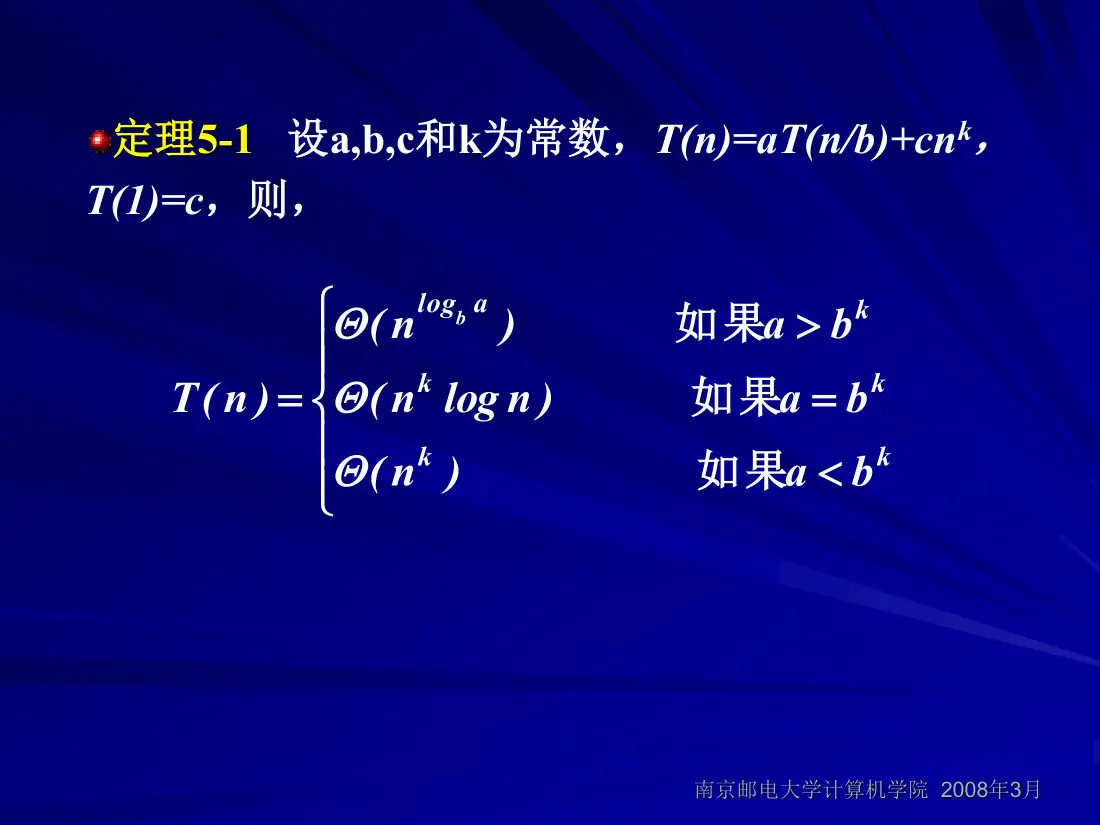 定理5-1 设a,b,c和k为常数，T(n)=aT(n/b)+cnᵏ，
T(1)=c，则，
Θ(n^{log_b a}) 如果a > bᵏ
T(n) = Θ(nᵏ log n) 如果a = bᵏ
Θ(nᵏ) 如果a < bᵏ
南京邮电大学计算机学院 2008年3月